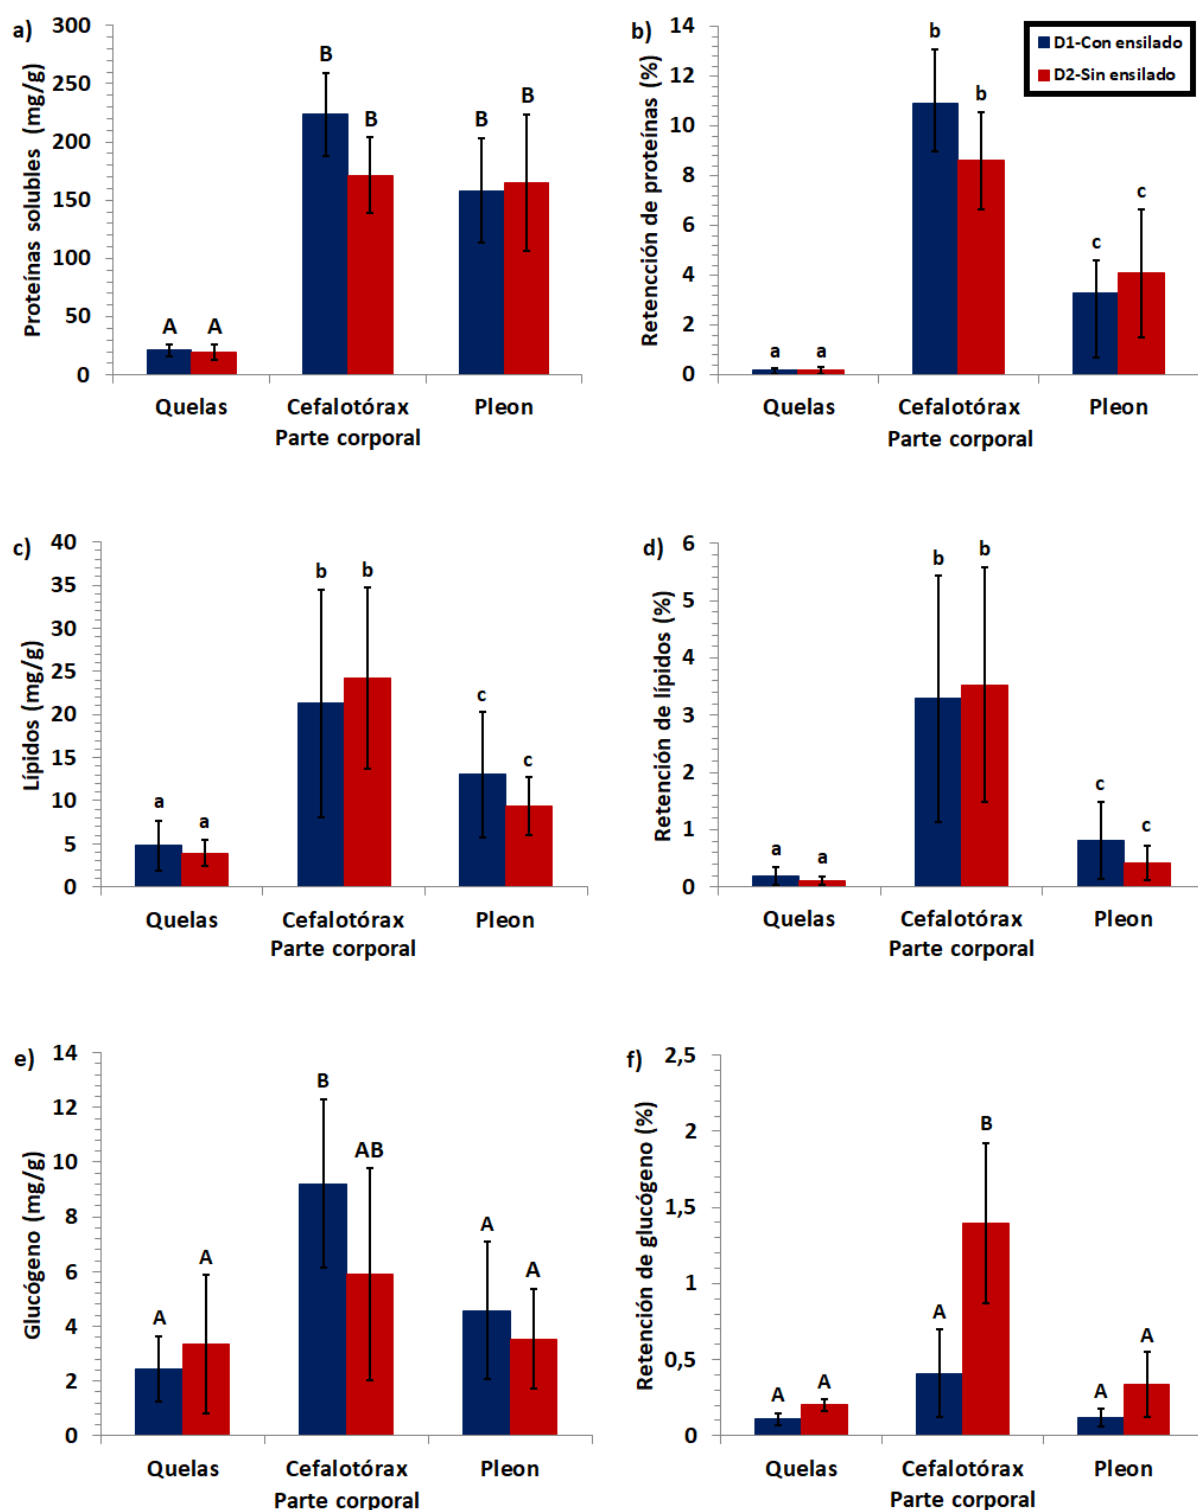 a)
Proteínas solubles (mg/g)
300
250
200
150
100
50
0
A
A
B
B
B
B
Quelas
Cefalotórax
Pleon
Parte corporal
b)
Retencción de proteínas (%)
14
12
10
8
6
4
2
0
a
a
b
b
c
c
D1-Con ensilado
D2-Sin ensilado
Quelas
Cefalotórax
Pleon
Parte corporal
c)
Lípidos (mg/g)
40
35
30
25
20
15
10
5
0
a
a
b
b
c
c
Quelas
Cefalotórax
Pleon
Parte corporal
d)
Retención de lípidos (%)
6
5
4
3
2
1
0
a
a
b
b
c
c
Quelas
Cefalotórax
Pleon
Parte corporal
e)
Glucógeno (mg/g)
14
12
10
8
6
4
2
0
A
A
B
AB
A
A
Quelas
Cefalotórax
Pleon
Parte corporal
f)
Retención de glucógeno (%)
2,5
2
1,5
1
0,5
0
A
A
A
B
A
A
Quelas
Cefalotórax
Pleon
Parte corporal